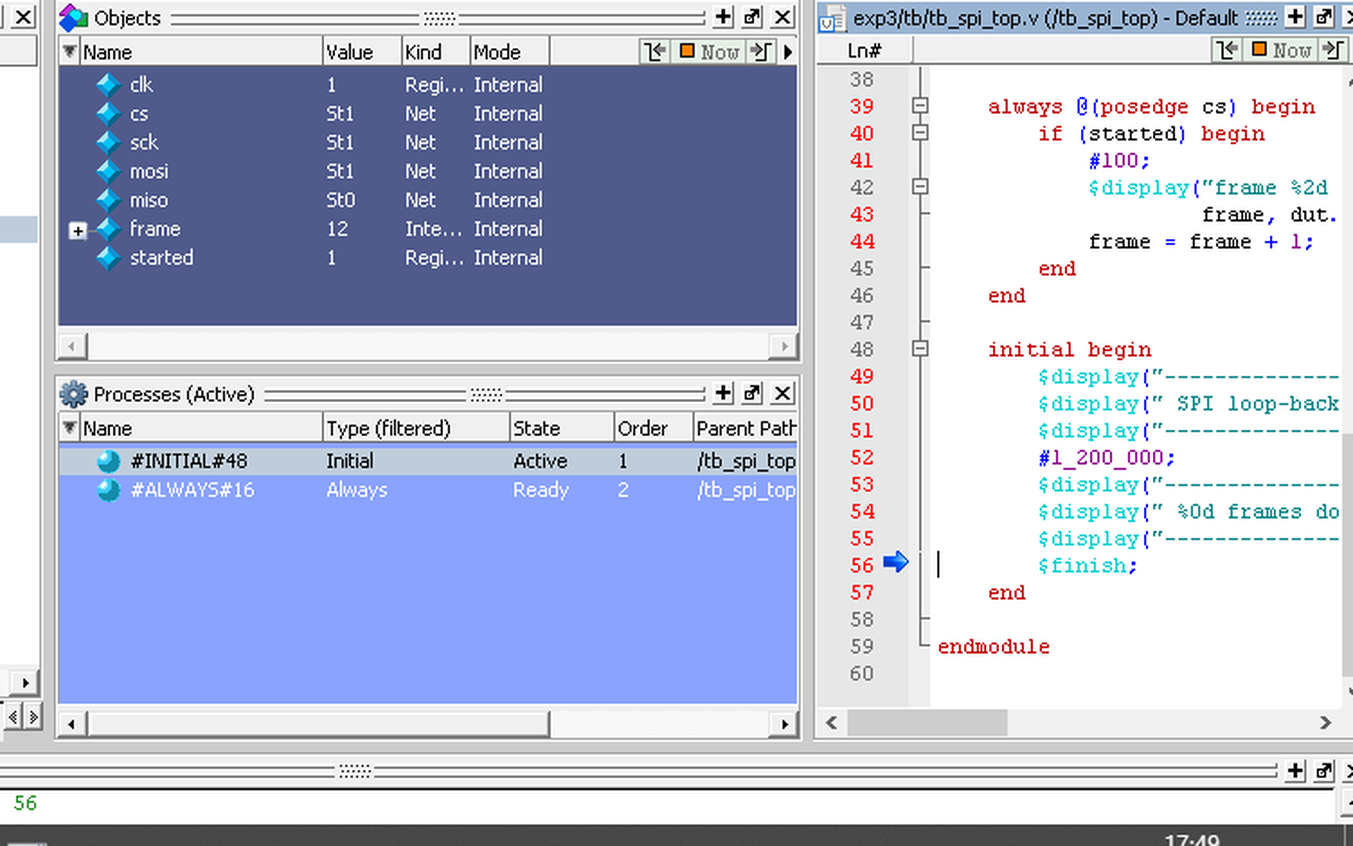 Objects
Name Value Kind Mode Now
clk 1 Regi... Internal
cs St1 Net Internal
sck St1 Net Internal
mosi St1 Net Internal
miso St0 Net Internal
frame 12 Inte... Internal
started 1 Regi... Internal
Processes (Active)
Name Type (filtered) State Order Parent Path
#INITIAL#48 Initial Active 1 /tb_spi_top
#ALWAYS#16 Always Ready 2 /tb_spi_top
exp3/tb/tb_spi_top.v (/tb_spi_top) - Default
Ln# Now
38
39 always @(posedge cs) begin
40 if (started) begin
41 #100;
42 $display("frame %2d
43 frame, dut.
44 frame = frame + 1;
45 end
46 end
47
48 initial begin
49 $display("--------------
50 $display(" SPI loop-back
51 $display("--------------
52 #1_200_000;
53 $display("--------------
54 $display(" %0d frames do
55 $display("--------------
56 $finish;
57 end
58
59 endmodule
60
56
17:49